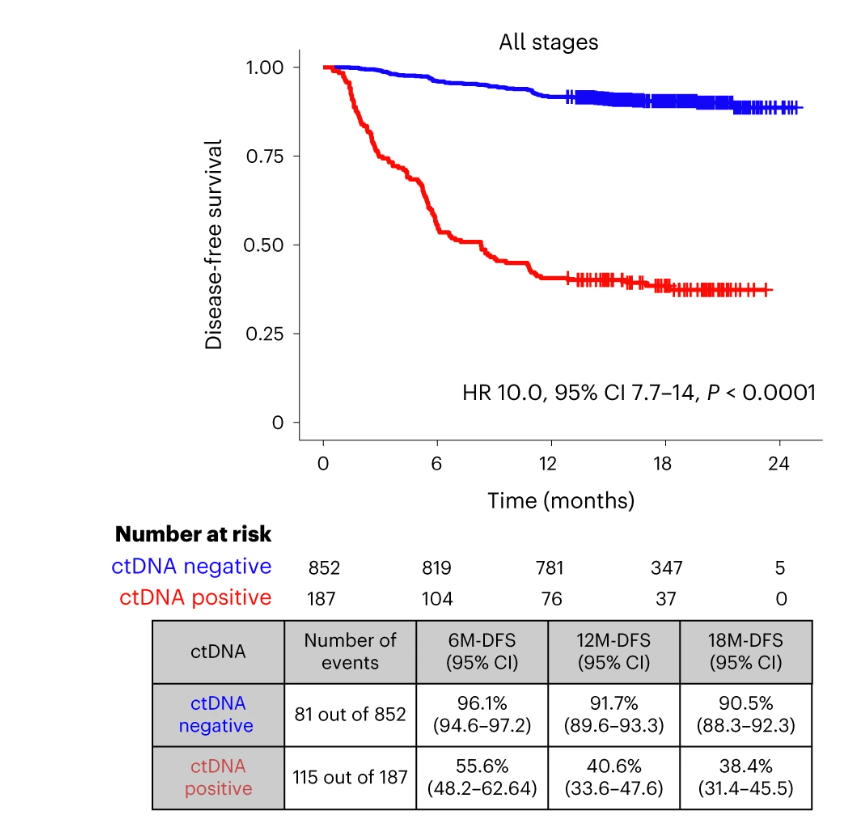 All stages
1.00
0.75
0.50
0.25
0
Disease-free survival
HR 10.0, 95% CI 7.7–14, P < 0.0001
0 6 12 18 24
Time (months)
Number at risk
ctDNA negative 852 819 781 347 5
ctDNA positive 187 104 76 37 0
ctDNA Number of events 6M-DFS (95% CI) 12M-DFS (95% CI) 18M-DFS (95% CI)
ctDNA negative 81 out of 852 96.1% (94.6–97.2) 91.7% (89.6–93.3) 90.5% (88.3–92.3)
ctDNA positive 115 out of 187 55.6% (48.2–62.64) 40.6% (33.6–47.6) 38.4% (31.4–45.5)